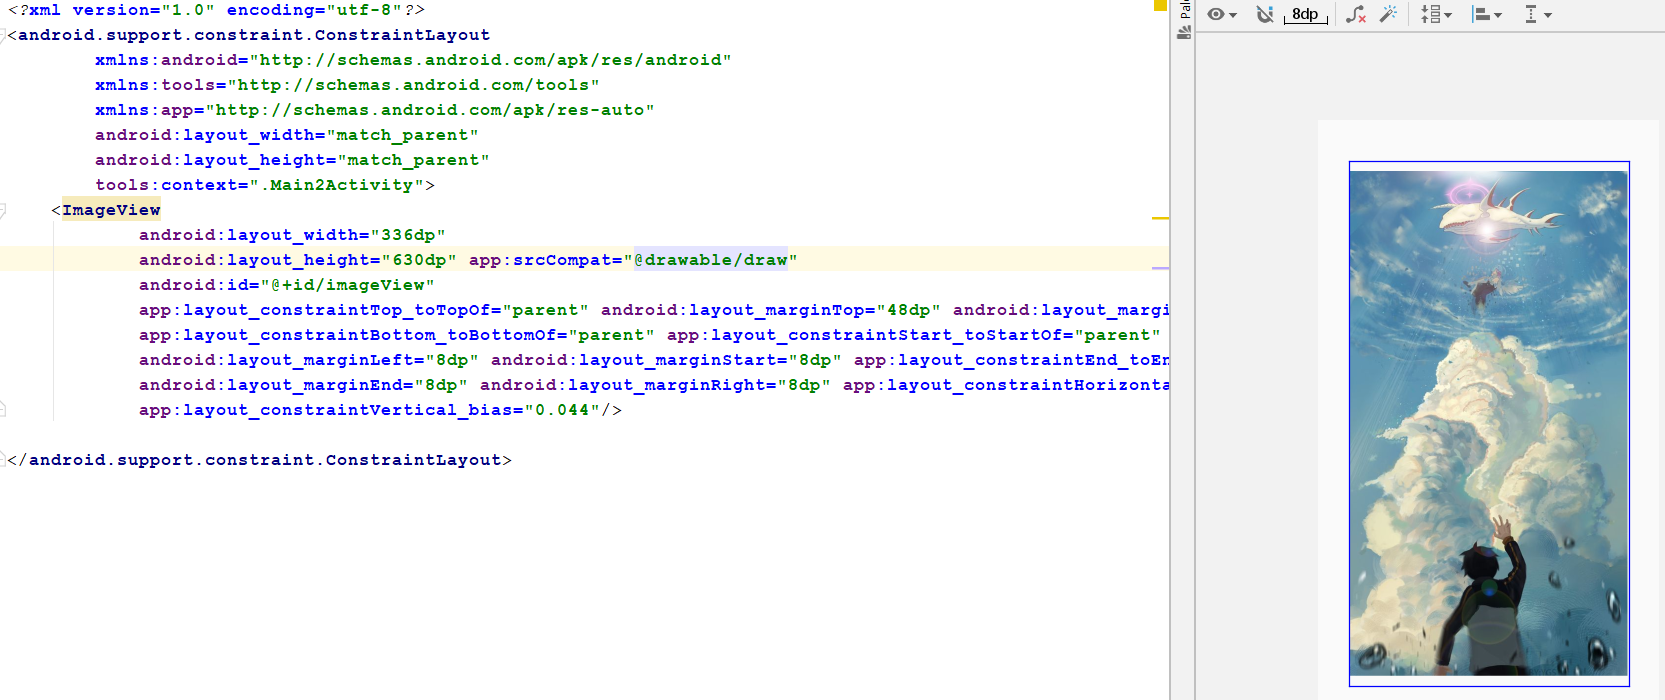 <?xml version="1.0" encoding="utf-8"?>
<android.support.constraint.ConstraintLayout
xmlns:android="http://schemas.android.com/apk/res/android"
xmlns:tools="http://schemas.android.com/tools"
xmlns:app="http://schemas.android.com/apk/res-auto"
android:layout_width="match_parent"
android:layout_height="match_parent"
tools:context=".Main2Activity">
<ImageView
android:layout_width="336dp"
android:layout_height="630dp" app:srcCompat="@drawable/draw"
android:id="@+id/imageView"
app:layout_constraintTop_toTopOf="parent" android:layout_marginTop="48dp" android:layout_margi
app:layout_constraintBottom_toBottomOf="parent" app:layout_constraintStart_toStartOf="parent"
android:layout_marginLeft="8dp" android:layout_marginStart="8dp" app:layout_constraintEnd_toEn
android:layout_marginEnd="8dp" android:layout_marginRight="8dp" app:layout_constraintHorizonta
app:layout_constraintVertical_bias="0.044"/>
</android.support.constraint.ConstraintLayout>
Pale
8dp